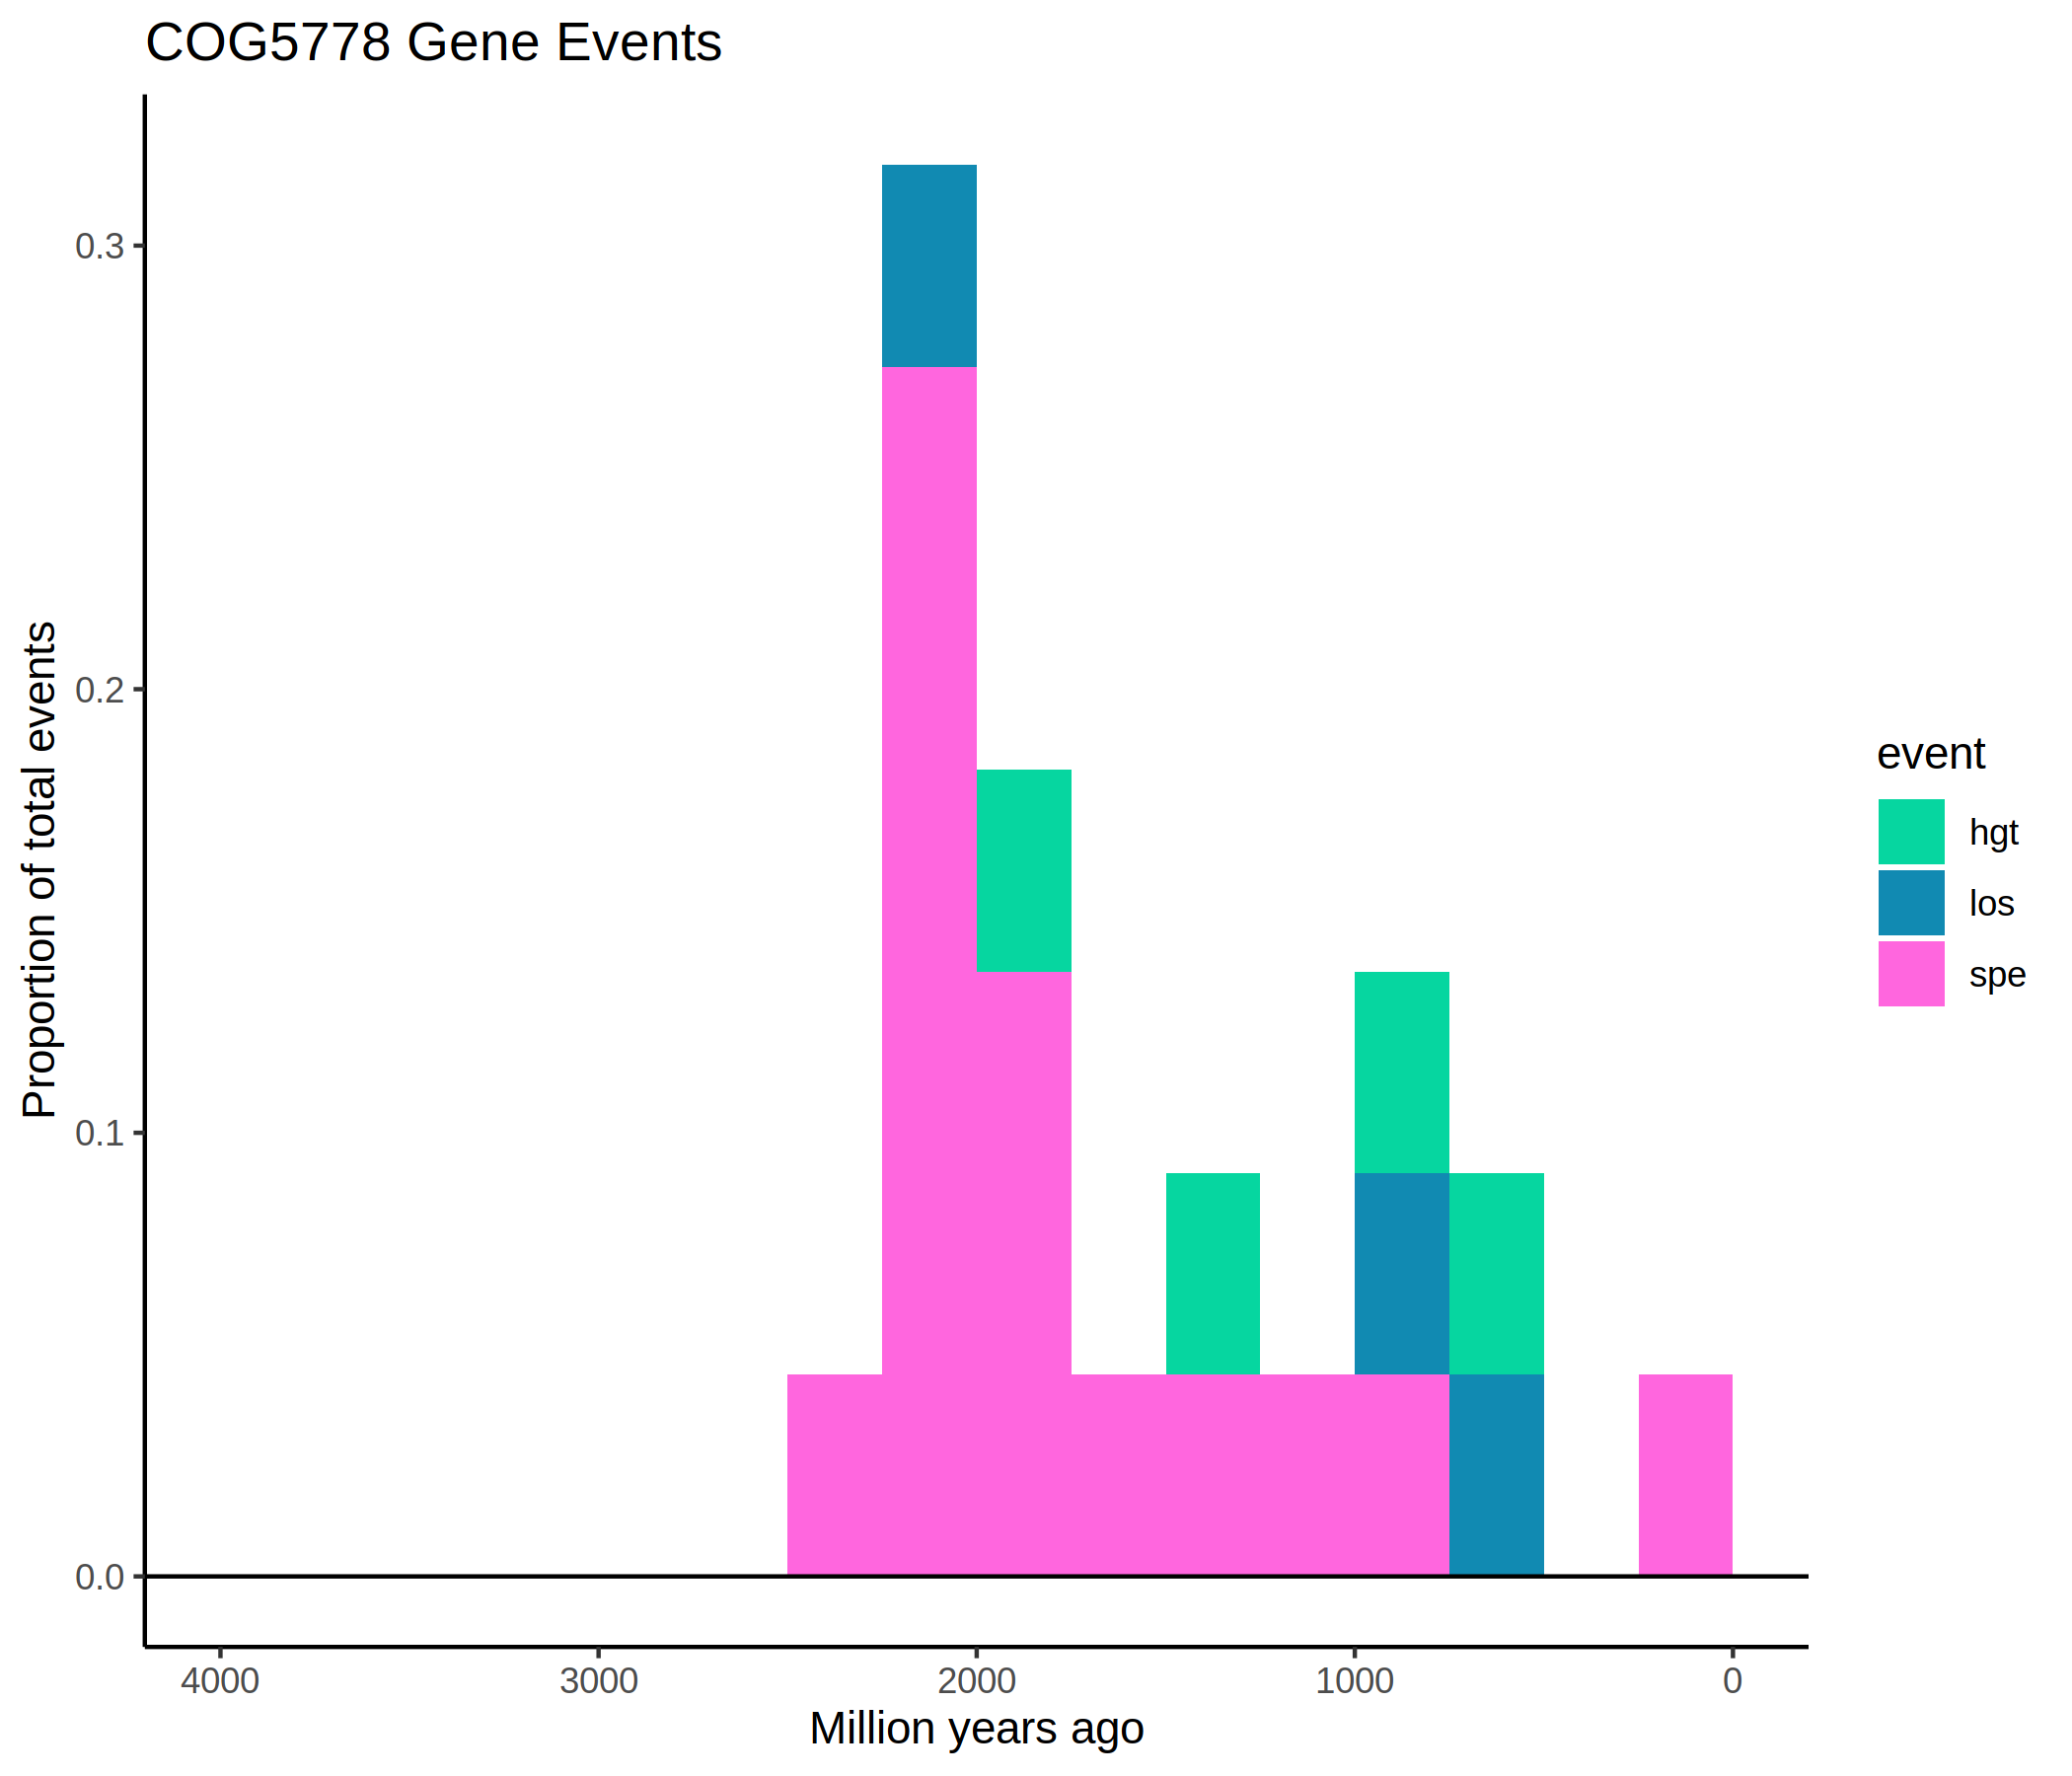 COG5778 Gene Events
Proportion of total events
0.3
0.2
0.1
0.0
4000 3000 2000 1000 0
Million years ago
event
hgt
los
spe